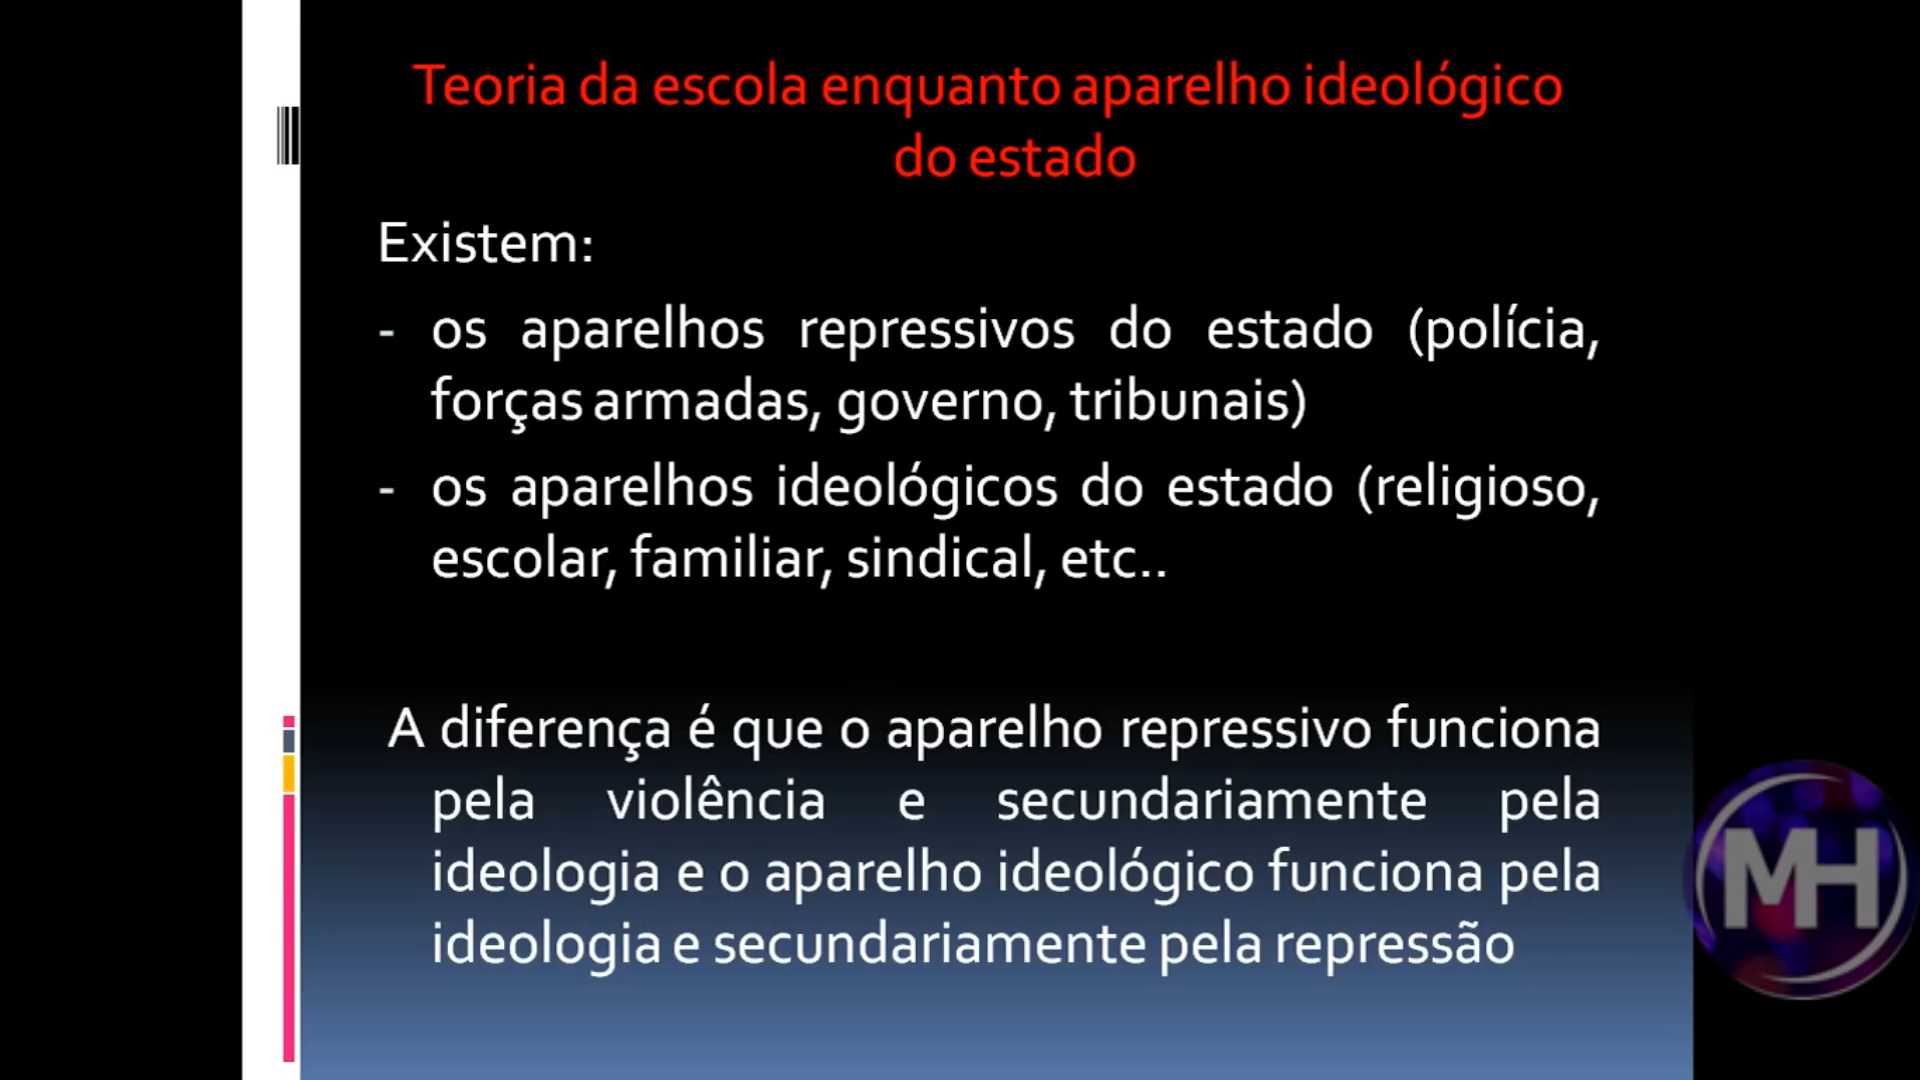 Teoria da escola enquanto aparelho ideológico
do estado
Existem:
- os aparelhos repressivos do estado (polícia,
forças armadas, governo, tribunais)
- os aparelhos ideológicos do estado (religioso,
escolar, familiar, sindical, etc..
A diferença é que o aparelho repressivo funciona
pela violência e secundariamente pela
ideologia e o aparelho ideológico funciona pela
ideologia e secundariamente pela repressão
MH